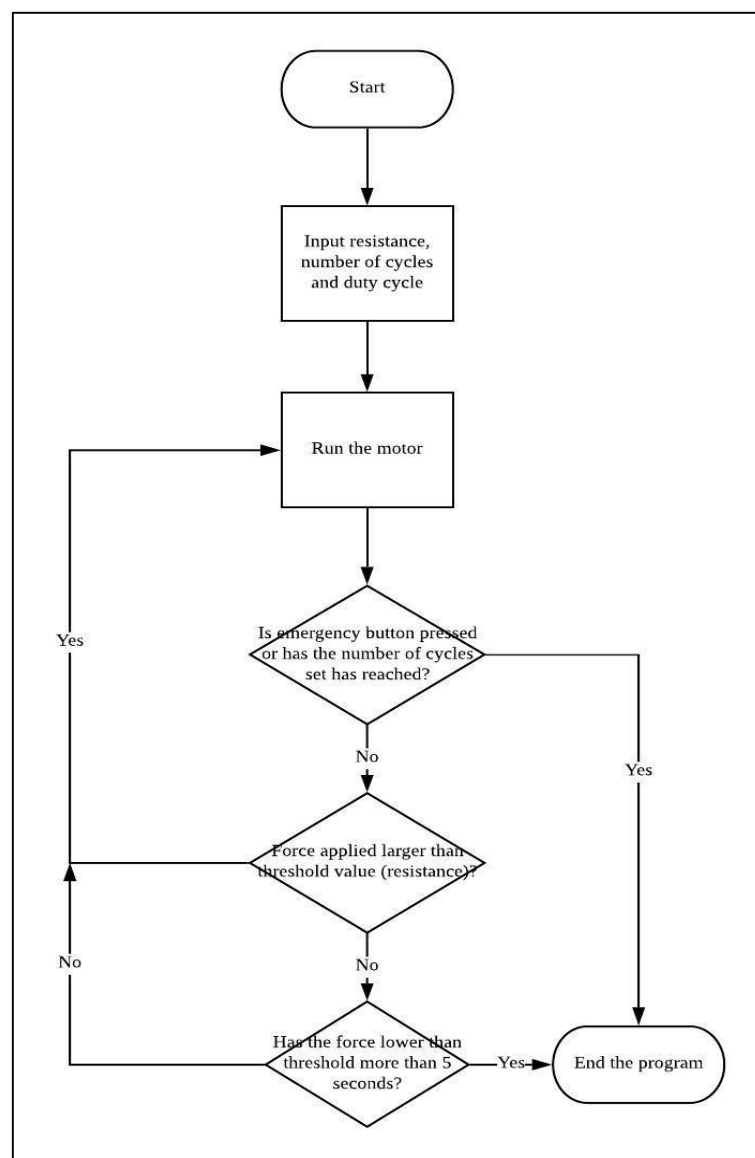 Start
Input resistance,
number of cycles
and duty cycle
Run the motor
Is emergency button pressed
or has the number of cycles
set has reached?
Yes
Yes
No
Force applied larger than
threshold value (resistance)?
No
No
Has the force lower than
threshold more than 5
seconds?
Yes
End the program